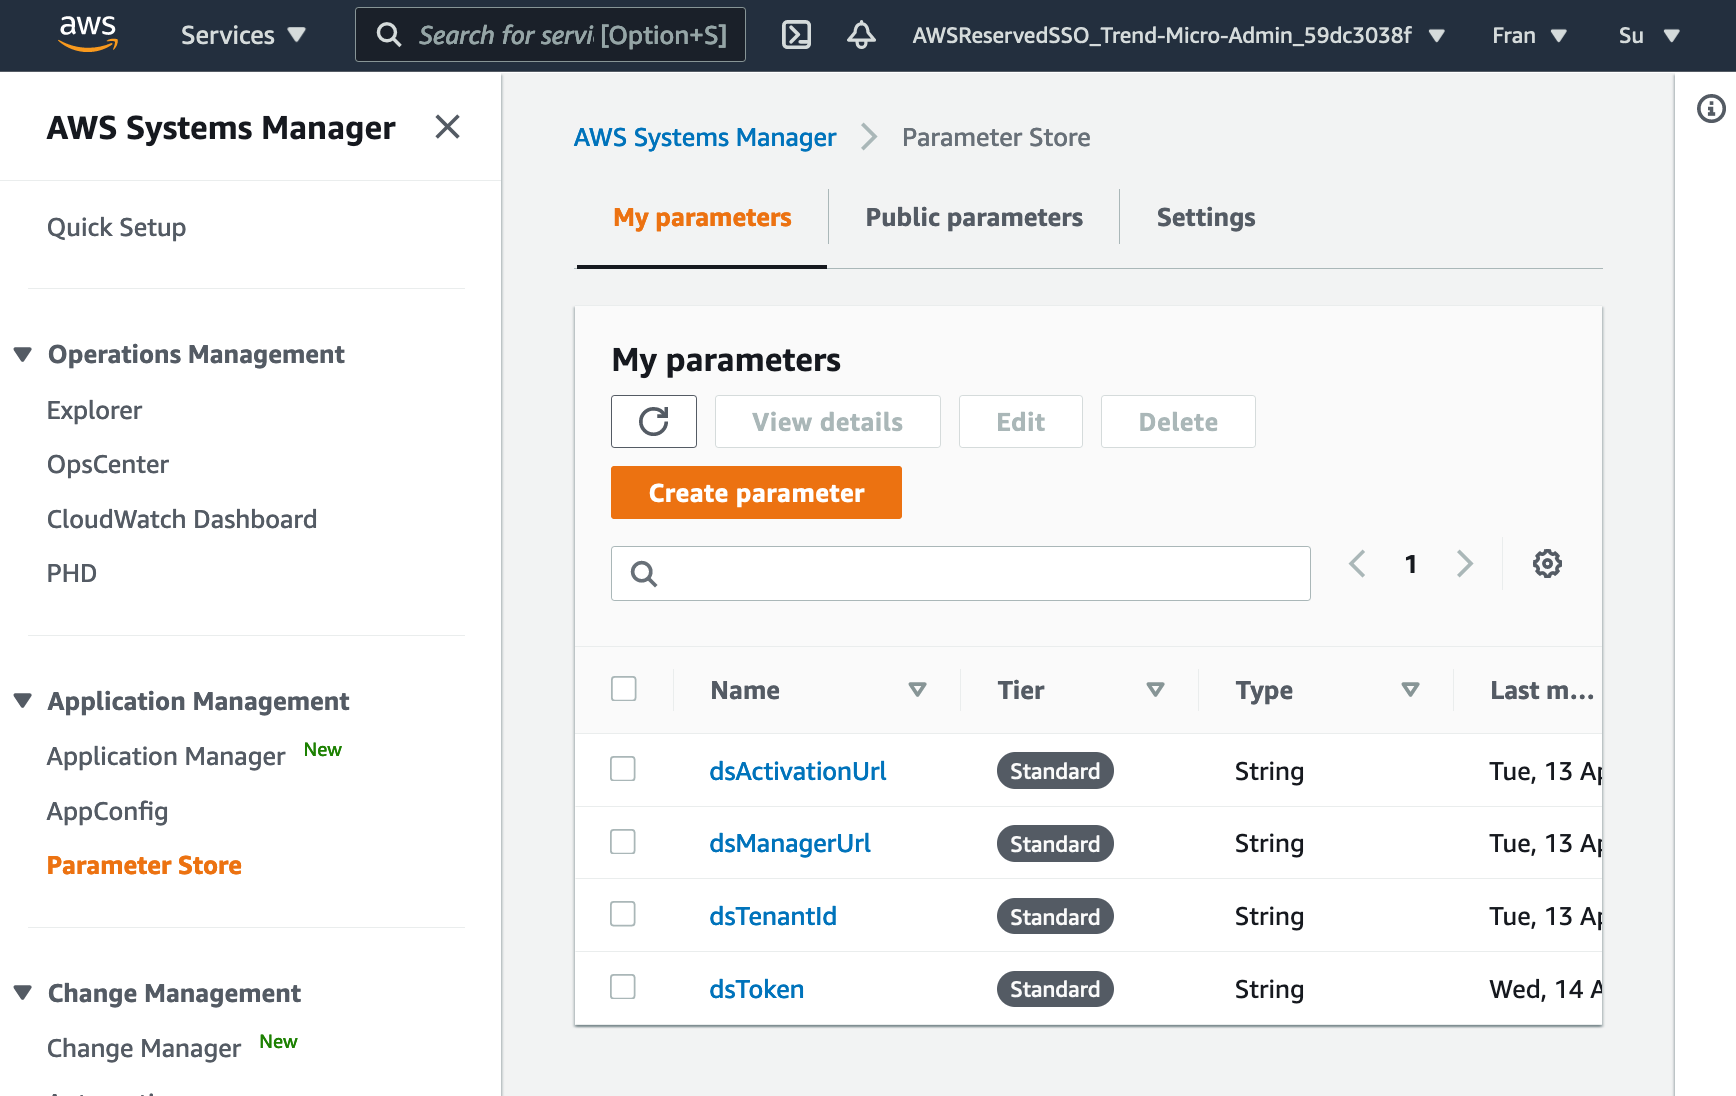 aws
Services
Search for servi [Option+S]
AWSReservedSSO_Trend-Micro-Admin_59dc3038f
Fran
Su
AWS Systems Manager
Quick Setup
Operations Management
Explorer
OpsCenter
CloudWatch Dashboard
PHD
Application Management
Application Manager New
AppConfig
Parameter Store
Change Management
Change Manager New
AWS Systems Manager > Parameter Store
My parameters
Public parameters
Settings
My parameters
View details
Edit
Delete
Create parameter
1
Name Tier Type Last m...
dsActivationUrl Standard String Tue, 13 Ap
dsManagerUrl Standard String Tue, 13 Ap
dsTenantId Standard String Tue, 13 Ap
dsToken Standard String Wed, 14 A